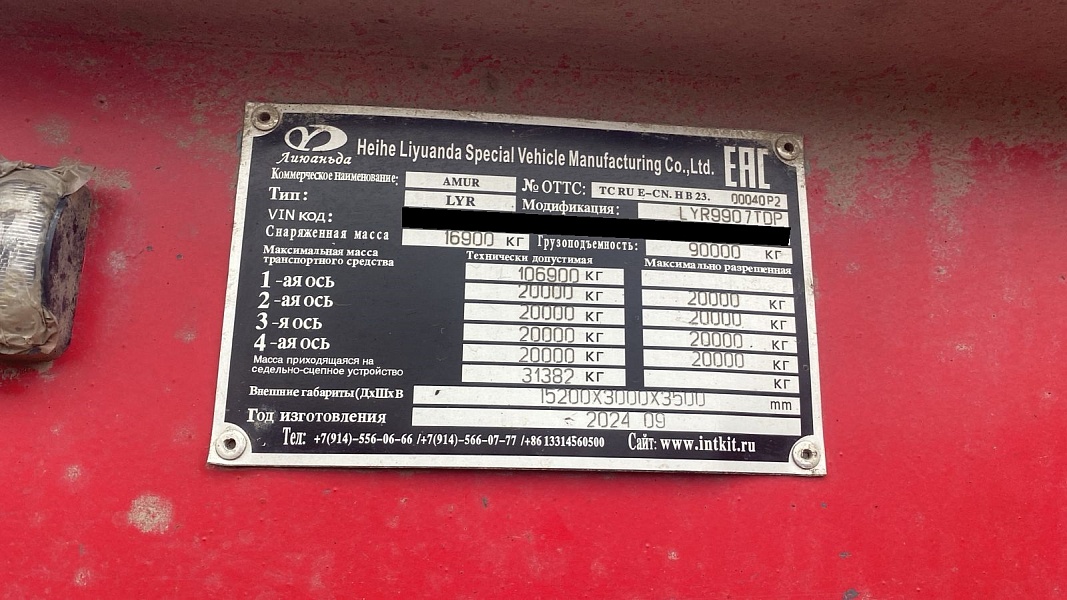 Лиюаньда Heihe Liyuanda Special Vehicle Manufacturing Co.,Ltd. EAC
Коммерческое наименование: AMUR № ОТТС: TC RU E-CN. HB 23. 00040P2
Тип: LYR Модификация: LYR9907TDP
VIN код:
Снаряженная масса 16900 кг Грузоподъемность: 90000 кг
Максимальная масса транспортного средства Технически допустимая Максимально разрешенная
106900 кг
1 -ая ось 20000 кг 20000 кг
2 -ая ось 20000 кг 20000 кг
3 -я ось 20000 кг 20000 кг
4 -ая ось 20000 кг 20000 кг
Масса приходящаяся на
седельно-сцепное устройство 31382 кг кг
Внешние габариты(ДхШхВ 15200X3000X3500 mm
Год изготовления 2024 09
Тел: +7(914)-556-06-66 /+7(914)-566-07-77 /+86 13314560500 Сайт: www.intkit.ru